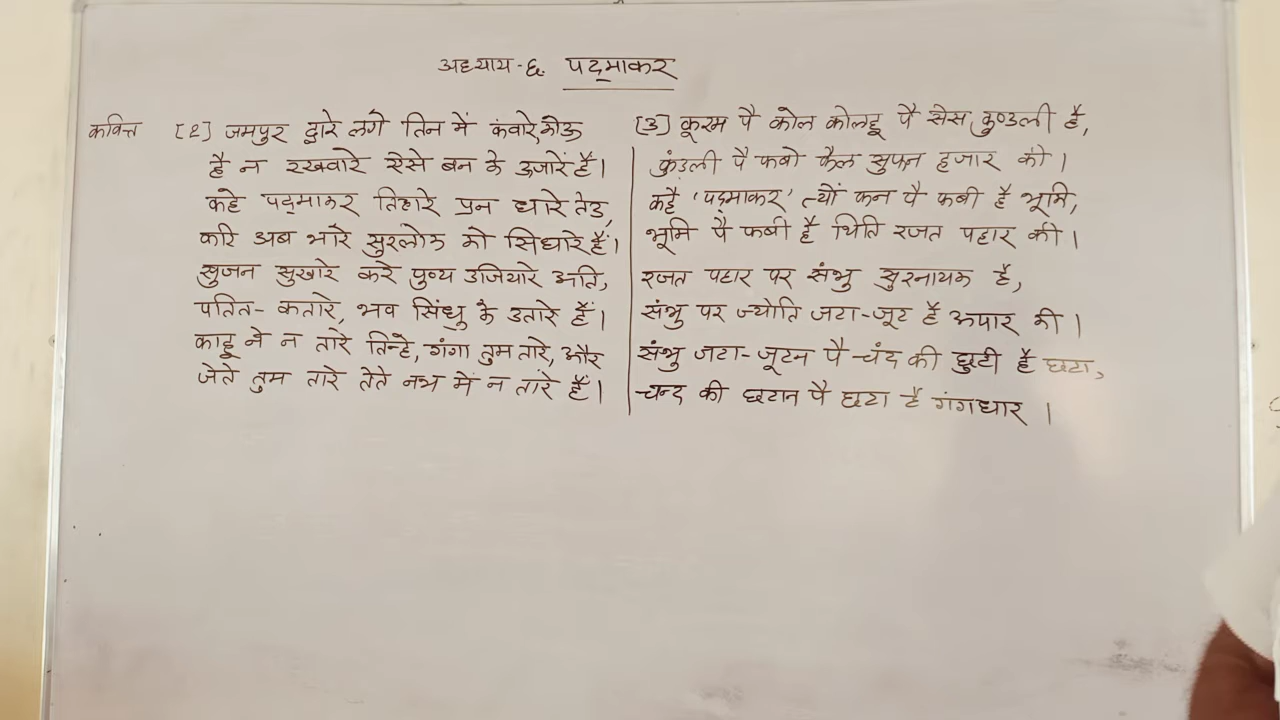 अध्याय-६. पद्माकर
कवित्त [२] जमपुर द्वारे लगे तिन में कंवारे कोऊ
है न रखवारे ऐसे बन के ऊजारें हैं।
कहे पद्माकर तिहारे प्रन धारे तेउ,
करि अब भारे सुरलोक को सिधारे हैं।
सुजन सुखारे करे पुण्य उजियारे अति,
पतित-कतारे, भव सिंधु के उतारे हैं।
काहू ने न तारे तिन्हे, गंगा तुम तारे, और
जेते तुम तारे तेते नभ में न तारे हैं।
[३] कूरम पै कोल कोलहू पै सेस कुण्डली है,
कुंडली पै फबी फैल सुफन हजार की।
कहै 'पद्माकर' त्यों फन पै फबी है भूमि,
भूमि पै फबी है थिति रजत पहार की।
रजत पहार पर संभु सुरनायक है,
संभु पर ज्योति जटा-जूट है अपार की।
संभु जटा-जूटन पै चंद की छुटी है छटा,
चन्द की छटान पै छटा है गंगधार।